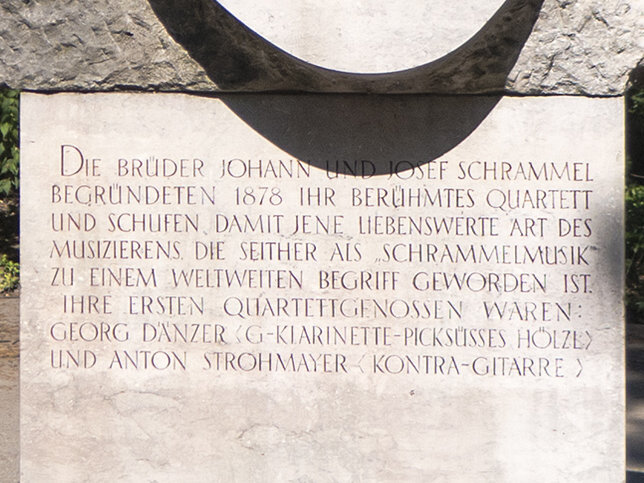 DIE BRÜDER JOHANN UND JOSEF SCHRAMMEL
BEGRÜNDETEN 1878 IHR BERÜHMTES QUARTETT
UND SCHUFEN DAMIT JENE LIEBENSWERTE ART DES
MUSIZIERENS, DIE SEITHER ALS „SCHRAMMELMUSIK"
ZU EINEM WELTWEITEN BEGRIFF GEWORDEN IST.
IHRE ERSTEN QUARTETTGENOSSEN WAREN:
GEORG DÄNZER <G-KLARINETTE-PICKSÜSSES HÖLZL>
UND ANTON STROHMAYER <KONTRA-GITARRE>